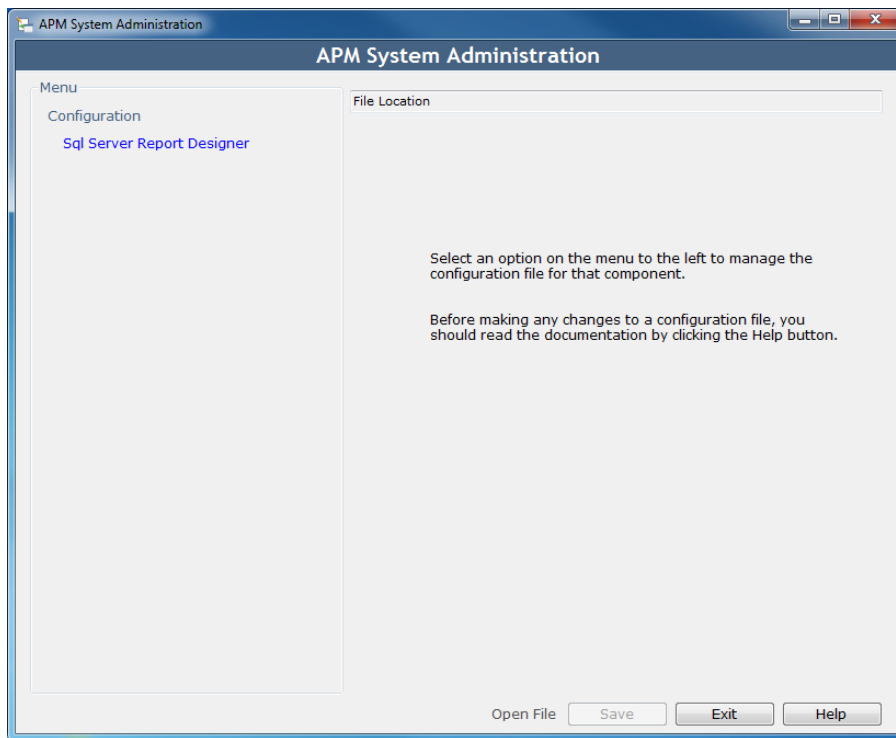 APM System Administration
APM System Administration
Menu
Configuration
Sql Server Report Designer
File Location
Select an option on the menu to the left to manage the
configuration file for that component.
Before making any changes to a configuration file, you
should read the documentation by clicking the Help button.
Open File Save Exit Help